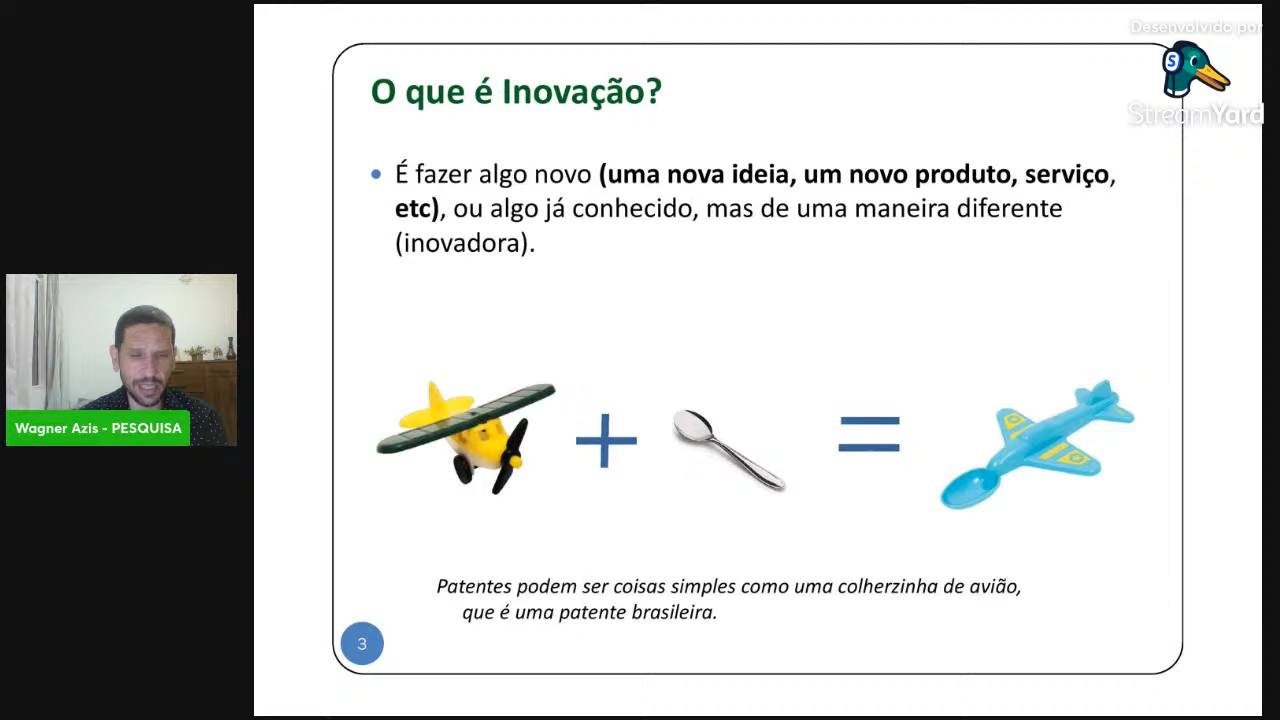 Desenvolvido por
S
StreamYard
O que é Inovação?
• É fazer algo novo (uma nova ideia, um novo produto, serviço,
etc), ou algo já conhecido, mas de uma maneira diferente
(inovadora).
Wagner Azis - PESQUISA
+
=
Patentes podem ser coisas simples como uma colherzinha de avião,
que é uma patente brasileira.
3